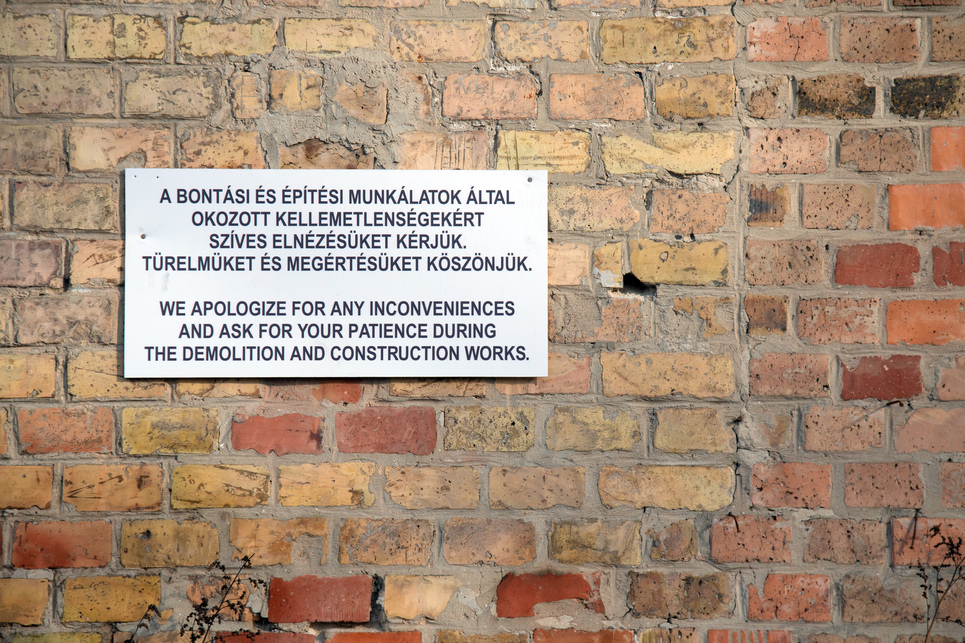 A BONTÁSI ÉS ÉPÍTÉSI MUNKÁLATOK ÁLTAL
OKOZOTT KELLEMETLENSÉGEKÉRT
SZÍVES ELNÉZÉSÜKET KÉRJÜK.
TÜRELMÜKET ÉS MEGÉRTÉSÜKET KÖSZÖNJÜK.
WE APOLOGIZE FOR ANY INCONVENIENCES
AND ASK FOR YOUR PATIENCE DURING
THE DEMOLITION AND CONSTRUCTION WORKS.